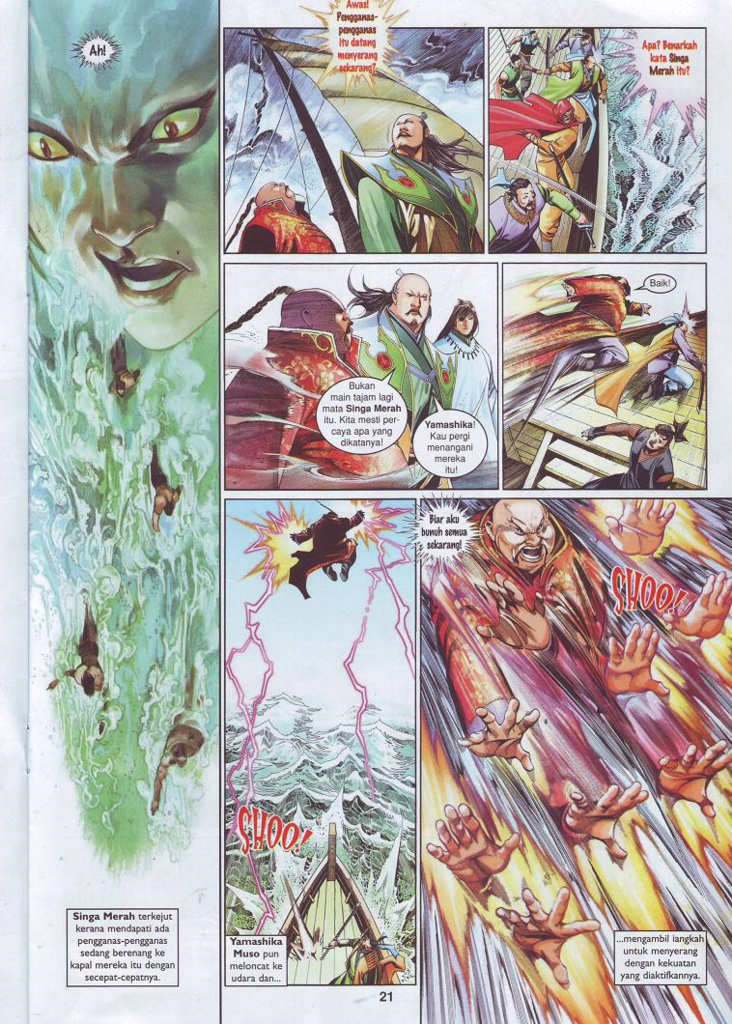 Ah!
Singa Merah terkejut
kerana mendapati ada
pengganas-pengganas
sedang berenang ke
kapal mereka itu dengan
secepat-cepatnya.
Awas!
Pengganas-
pengganas
itu datang
menyerang
sekarang?
Apa? Benarkah
kata Singa
Merah itu?
Bukan
main tajam lagi
mata Singa Merah
itu. Kita mesti per-
caya apa yang
dikatanya!
Yamashika!
Kau pergi
menangani
mereka
itu!
Baik!
SHOO!
Yamashika
Muso pun
meloncat ke
udara dan...
Biar aku
bunuh semua
sekarang!
SHOO!
...mengambil langkah
untuk menyerang
dengan kekuatan
yang diaktifkannya.
21